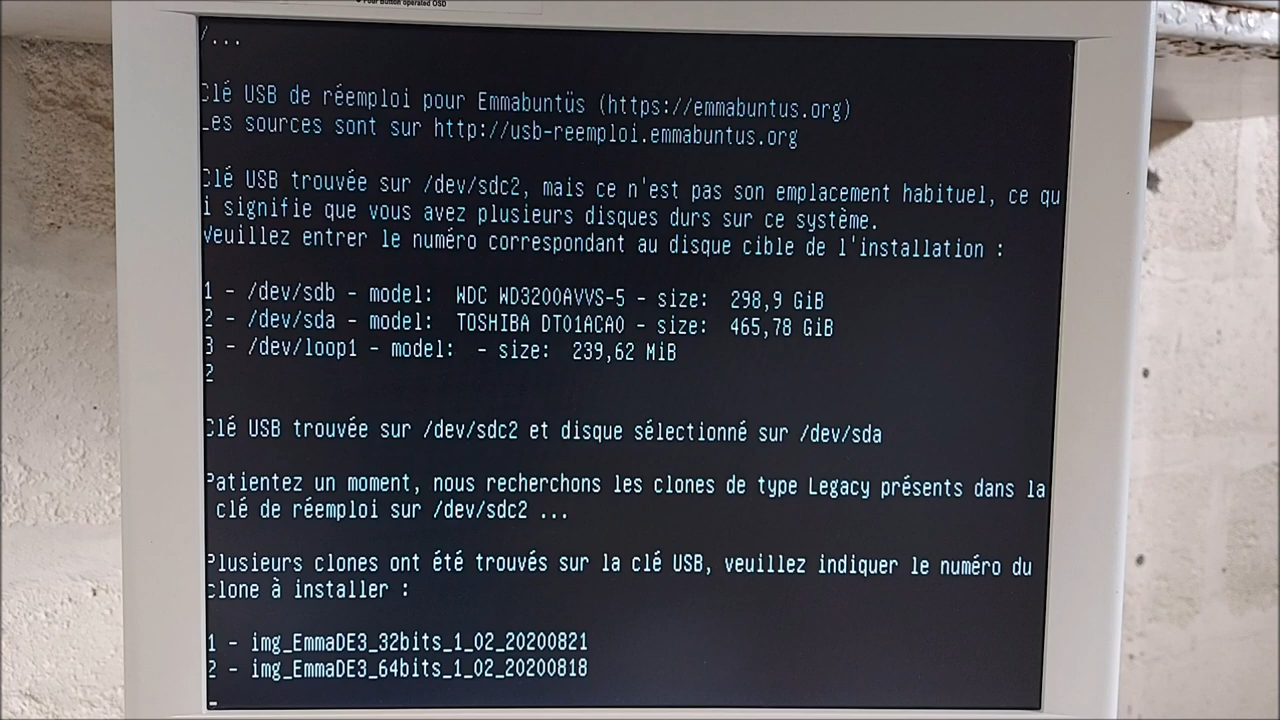 Four Button operated OSD
/...
Clé USB de réemploi pour Emmabuntüs (https://emmabuntus.org)
Les sources sont sur http://usb-reemploi.emmabuntus.org
Clé USB trouvée sur /dev/sdc2, mais ce n'est pas son emplacement habituel, ce qu
i signifie que vous avez plusieurs disques durs sur ce système.
Veuillez entrer le numéro correspondant au disque cible de l'installation :
1 - /dev/sdb - model:  WDC WD3200AVVS-5 - size:  298,9 GiB
2 - /dev/sda - model:  TOSHIBA DT01ACA0 - size:  465,78 GiB
3 - /dev/loop1 - model:  - size:  239,62 MiB
2
Clé USB trouvée sur /dev/sdc2 et disque sélectionné sur /dev/sda
Patientez un moment, nous recherchons les clones de type Legacy présents dans la
clé de réemploi sur /dev/sdc2 ...
Plusieurs clones ont été trouvés sur la clé USB, veuillez indiquer le numéro du
clone à installer :
1 - img_EmmaDE3_32bits_1_02_20200821
2 - img_EmmaDE3_64bits_1_02_20200818